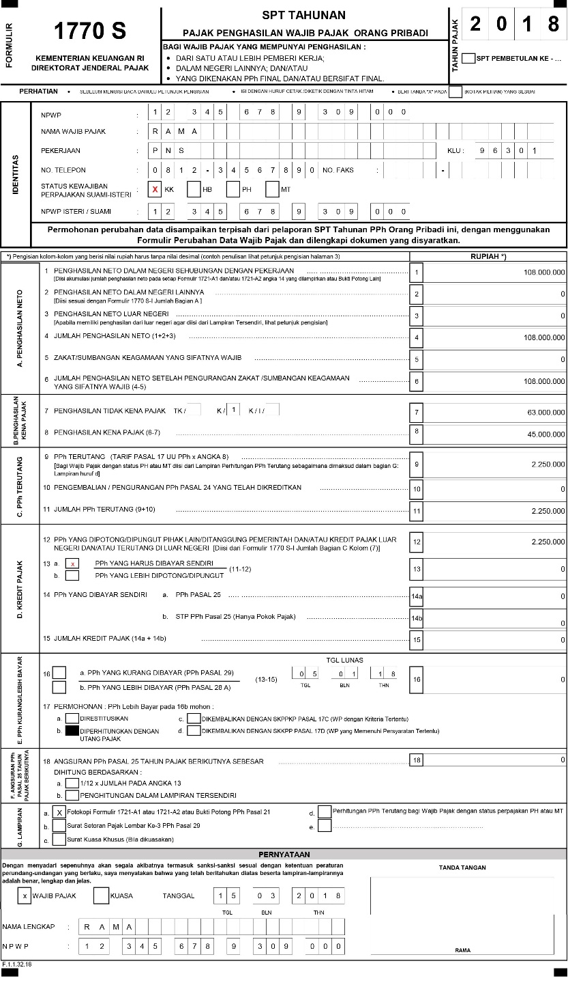 FORMULIR
1770 S
KEMENTERIAN KEUANGAN RI
DIREKTORAT JENDERAL PAJAK
SPT TAHUNAN
PAJAK PENGHASILAN WAJIB PAJAK ORANG PRIBADI
BAGI WAJIB PAJAK YANG MEMPUNYAI PENGHASILAN :
• DARI SATU ATAU LEBIH PEMBERI KERJA;
• DALAM NEGERI LAINNYA; DAN/ATAU
• YANG DIKENAKAN PPh FINAL DAN/ATAU BERSIFAT FINAL.
TAHUN PAJAK
2 0 1 8
SPT PEMBETULAN KE - ...
PERHATIAN • SEBELUM MENGISI BACA DAHULU PETUNJUK PENGISIAN • ISI DENGAN HURUF CETAK /DIKETIK DENGAN TINTA HITAM • BERI TANDA "X" PADA (KOTAK PILIHAN) YANG SESUAI
IDENTITAS
NPWP : 1 2 3 4 5 6 7 8 9 3 0 9 0 0 0
NAMA WAJIB PAJAK : R A M A
PEKERJAAN : P N S KLU : 9 6 3 0 1
NO. TELEPON : 0 8 1 2 - 3 4 5 6 7 8 9 0 NO. FAKS : -
STATUS KEWAJIBAN PERPAJAKAN SUAMI-ISTERI : X KK HB PH MT
NPWP ISTERI / SUAMI : 1 2 3 4 5 6 7 8 9 3 0 9 0 0 0
Permohonan perubahan data disampaikan terpisah dari pelaporan SPT Tahunan PPh Orang Pribadi ini, dengan menggunakan
Formulir Perubahan Data Wajib Pajak dan dilengkapi dokumen yang disyaratkan.
*) Pengisian kolom-kolom yang berisi nilai rupiah harus tanpa nilai desimal (contoh penulisan lihat petunjuk pengisian halaman 3) RUPIAH *)
A. PENGHASILAN NETO
1 PENGHASILAN NETO DALAM NEGERI SEHUBUNGAN DENGAN PEKERJAAN ..... 1 108.000.000
[Diisi akumulasi jumlah penghasilan neto pada setiap Formulir 1721-A1 dan/atau 1721-A2 angka 14 yang dilampirkan atau Bukti Potong Lain]
2 PENGHASILAN NETO DALAM NEGERI LAINNYA ..... 2 0
[Diisi sesuai dengan Formulir 1770 S-I Jumlah Bagian A ]
3 PENGHASILAN NETO LUAR NEGERI ..... 3 0
[Apabila memiliki penghasilan dari luar negeri agar diisi dari Lampiran Tersendiri, lihat petunjuk pengisian]
4 JUMLAH PENGHASILAN NETO (1+2+3) ..... 4 108.000.000
5 ZAKAT/SUMBANGAN KEAGAMAAN YANG SIFATNYA WAJIB ..... 5 0
6 JUMLAH PENGHASILAN NETO SETELAH PENGURANGAN ZAKAT /SUMBANGAN KEAGAMAAN ..... 6 108.000.000
YANG SIFATNYA WAJIB (4-5)
B.PENGHASILAN KENA PAJAK
7 PENGHASILAN TIDAK KENA PAJAK TK / K / 1 K / I / 7 63.000.000
8 PENGHASILAN KENA PAJAK (6-7) ..... 8 45.000.000
C. PPh TERUTANG
9 PPh TERUTANG (TARIF PASAL 17 UU PPh x ANGKA 8) ..... 9 2.250.000
[Bagi Wajib Pajak dengan status PH atau MT diisi dari Lampiran Perhitungan PPh Terutang sebagaimana dimaksud dalam bagian G:
Lampiran huruf d]
10 PENGEMBALIAN / PENGURANGAN PPh PASAL 24 YANG TELAH DIKREDITKAN ..... 10 0
11 JUMLAH PPh TERUTANG (9+10) ..... 11 2.250.000
D. KREDIT PAJAK
12 PPh YANG DIPOTONG/DIPUNGUT PIHAK LAIN/DITANGGUNG PEMERINTAH DAN/ATAU KREDIT PAJAK LUAR 12 2.250.000
NEGERI DAN/ATAU TERUTANG DI LUAR NEGERI [Diisi dari Formulir 1770 S-I Jumlah Bagian C Kolom (7)]
13 a. x PPh YANG HARUS DIBAYAR SENDIRI (11-12) 13 0
b. PPh YANG LEBIH DIPOTONG/DIPUNGUT
14 PPh YANG DIBAYAR SENDIRI a. PPh PASAL 25 ..... 14a 0
b. STP PPh Pasal 25 (Hanya Pokok Pajak) ..... 14b 0
15 JUMLAH KREDIT PAJAK (14a + 14b) ..... 15 0
E. PPh KURANG/LEBIH BAYAR
TGL LUNAS
16 a. PPh YANG KURANG DIBAYAR (PPh PASAL 29) (13-15) 0 5 0 1 1 8 16 0
b. PPh YANG LEBIH DIBAYAR (PPh PASAL 28 A) TGL BLN THN
17 PERMOHONAN : PPh Lebih Bayar pada 16b mohon :
a. DIRESTITUSIKAN c. DIKEMBALIKAN DENGAN SKPPKP PASAL 17C (WP dengan Kriteria Tertentu)
b. DIPERHITUNGKAN DENGAN UTANG PAJAK d. DIKEMBALIKAN DENGAN SKKPP PASAL 17D (WP yang Memenuhi Persyaratan Tertentu)
F. ANGSURAN PPh PASAL 25 TAHUN PAJAK BERIKUTNYA
18 ANGSURAN PPh PASAL 25 TAHUN PAJAK BERIKUTNYA SEBESAR ..... 18 0
DIHITUNG BERDASARKAN :
a. 1/12 x JUMLAH PADA ANGKA 13
b. PENGHITUNGAN DALAM LAMPIRAN TERSENDIRI
G. LAMPIRAN
a. X Fotokopi Formulir 1721-A1 atau 1721-A2 atau Bukti Potong PPh Pasal 21 d. Perhitungan PPh Terutang bagi Wajib Pajak dengan status perpajakan PH atau MT
b. Surat Setoran Pajak Lembar Ke-3 PPh Pasal 29 e. .....
c. Surat Kuasa Khusus (Bila dikuasakan)
PERNYATAAN
Dengan menyadari sepenuhnya akan segala akibatnya termasuk sanksi-sanksi sesuai dengan ketentuan peraturan
perundang-undangan yang berlaku, saya menyatakan bahwa yang telah beritahukan diatas beserta lampiran-lampirannya
adalah benar, lengkap dan jelas.
TANDA TANGAN
x WAJIB PAJAK KUASA TANGGAL 1 5 0 3 2 0 1 8
TGL BLN THN
NAMA LENGKAP : R A M A
N P W P : 1 2 3 4 5 6 7 8 9 3 0 9 0 0 0
RAMA
F.1.1.32.18